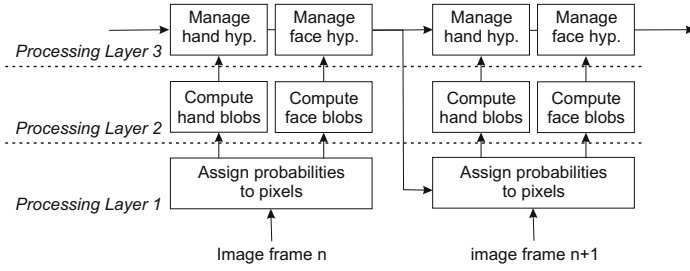 Manage hand hyp.
Manage face hyp.
Manage hand hyp.
Manage face hyp.
Processing Layer 3
Compute hand blobs
Compute face blobs
Compute hand blobs
Compute face blobs
Processing Layer 2
Assign probabilities to pixels
Assign probabilities to pixels
Processing Layer 1
Image frame n
image frame n+1